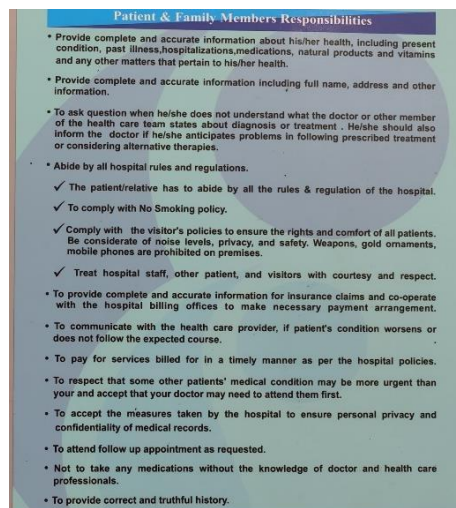 Patient & Family Members Responsibilities
• Provide complete and accurate information about his/her health, including present
condition, past illness,hospitalizations,medications, natural products and vitamins
and any other matters that pertain to his/her health.
• Provide complete and accurate information including full name, address and other
information.
• To ask question when he/she does not understand what the doctor or other member
of the health care team states about diagnosis or treatment . He/she should also
inform the doctor if he/she anticipates problems in following prescribed treatment
or considering alternative therapies.
• Abide by all hospital rules and regulations.
✓ The patient/relative has to abide by all the rules & regulation of the hospital.
✓ To comply with No Smoking policy.
✓ Comply with the visitor's policies to ensure the rights and comfort of all patients.
Be considerate of noise levels, privacy, and safety. Weapons, gold ornaments,
mobile phones are prohibited on premises.
✓ Treat hospital staff, other patient, and visitors with courtesy and respect.
• To provide complete and accurate information for insurance claims and co-operate
with the hospital billing offices to make necessary payment arrangement.
• To communicate with the health care provider, if patient's condition worsens or
does not follow the expected course.
• To pay for services billed for in a timely manner as per the hospital policies.
• To respect that some other patients' medical condition may be more urgent than
your and accept that your doctor may need to attend them first.
• To accept the measures taken by the hospital to ensure personal privacy and
confidentiality of medical records.
• To attend follow up appointment as requested.
• Not to take any medications without the knowledge of doctor and health care
professionals.
• To provide correct and truthful history.